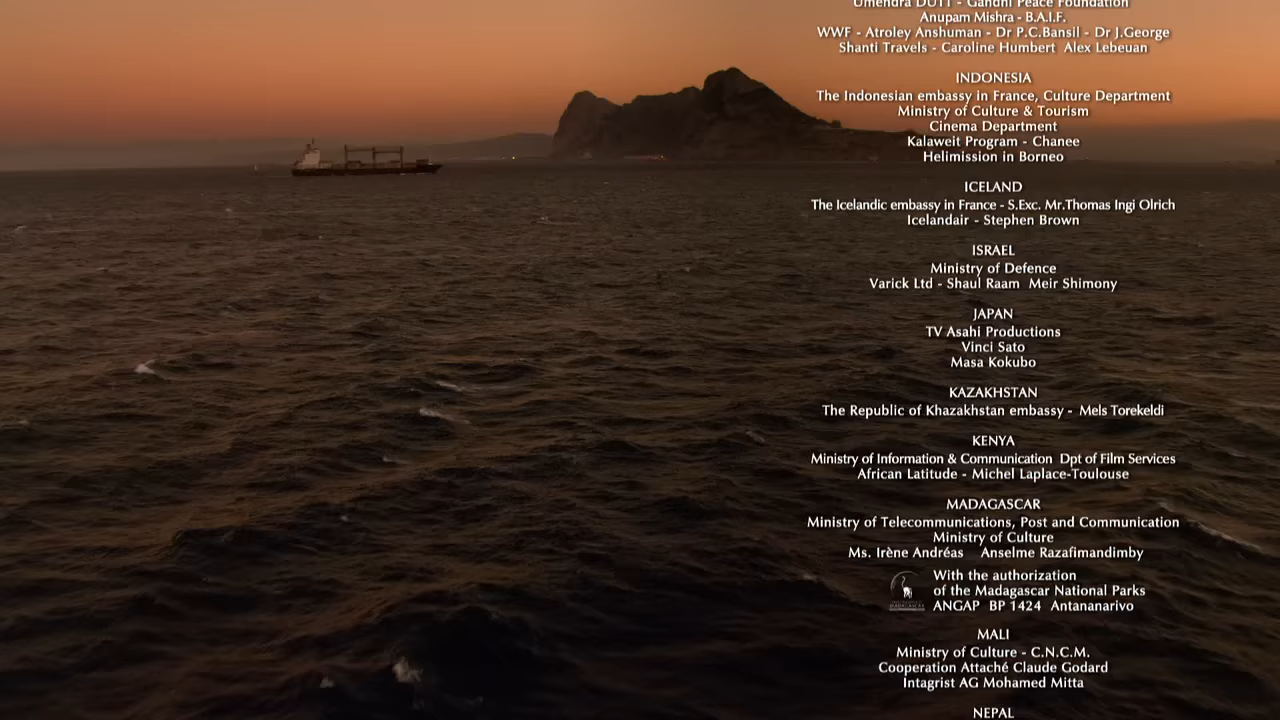 Umendra DUTT - Gandhi Peace Foundation
Anupam Mishra - B.A.I.F.
WWF - Atroley Anshuman - Dr P.C.Bansil - Dr J.George
Shanti Travels - Caroline Humbert Alex Lebeuan
INDONESIA
The Indonesian embassy in France, Culture Department
Ministry of Culture & Tourism
Cinema Department
Kalaweit Program - Chanee
Helimission in Borneo
ICELAND
The Icelandic embassy in France - S.Exc. Mr.Thomas Ingi Olrich
Icelandair - Stephen Brown
ISRAEL
Ministry of Defence
Varick Ltd - Shaul Raam Meir Shimony
JAPAN
TV Asahi Productions
Vinci Sato
Masa Kokubo
KAZAKHSTAN
The Republic of Khazakhstan embassy - Mels Torekeldi
KENYA
Ministry of Information & Communication Dpt of Film Services
African Latitude - Michel Laplace-Toulouse
MADAGASCAR
Ministry of Telecommunications, Post and Communication
Ministry of Culture
Ms. Irène Andréas Anselme Razafimandimby
With the authorization
of the Madagascar National Parks
ANGAP BP 1424 Antananarivo
MALI
Ministry of Culture - C.N.C.M.
Cooperation Attaché Claude Godard
Intagrist AG Mohamed Mitta
NEPAL